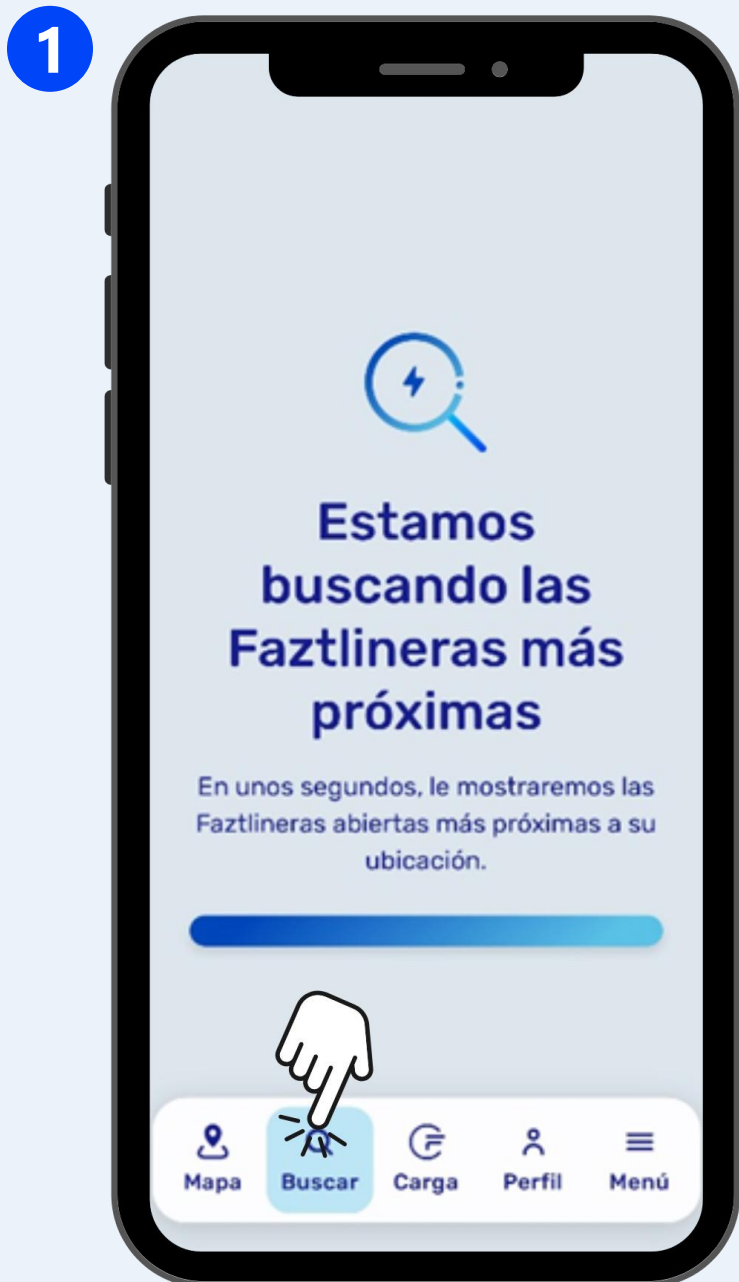 1
Estamos
buscando las
Faztlineras más
próximas
En unos segundos, le mostraremos las
Faztlineras abiertas más próximas a su
ubicación.
Mapa Buscar Carga Perfil Menú